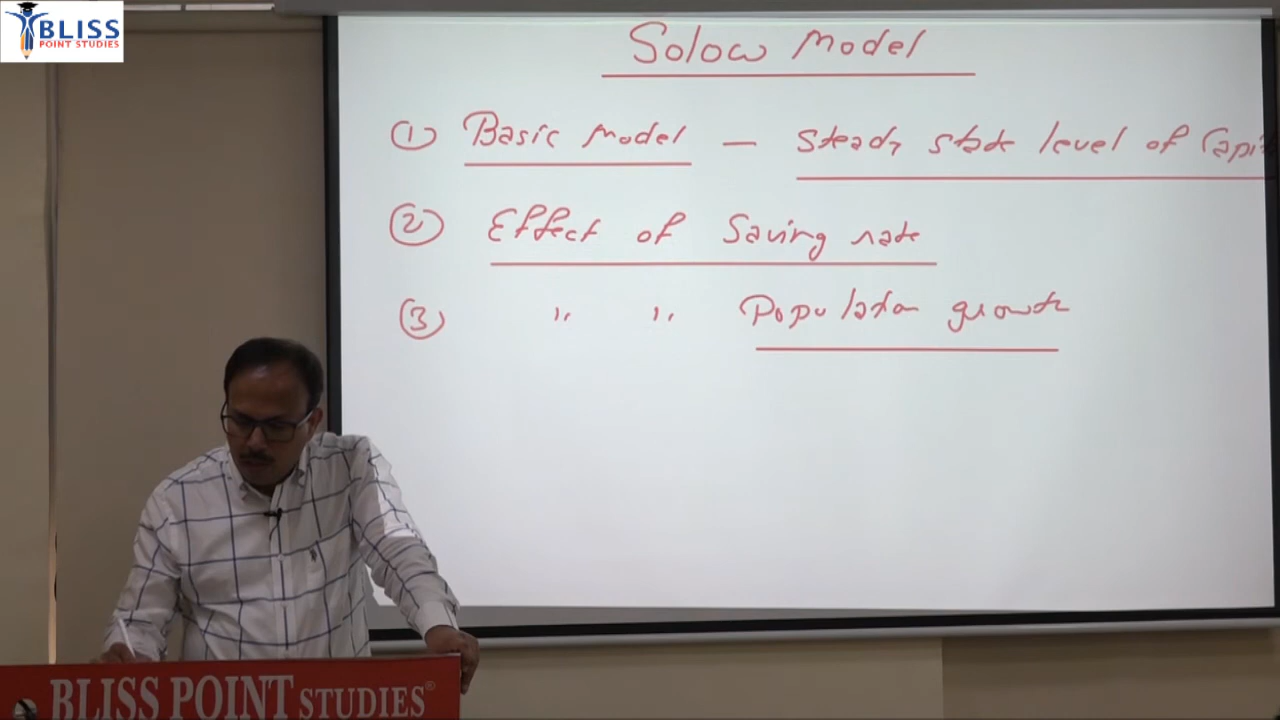 BLISS
POINT STUDIES
Solow Model
① Basic Model — Steady state level of Capi
② Effect of Saving rate
③ " " Population growth
BLISS POINT STUDIES®